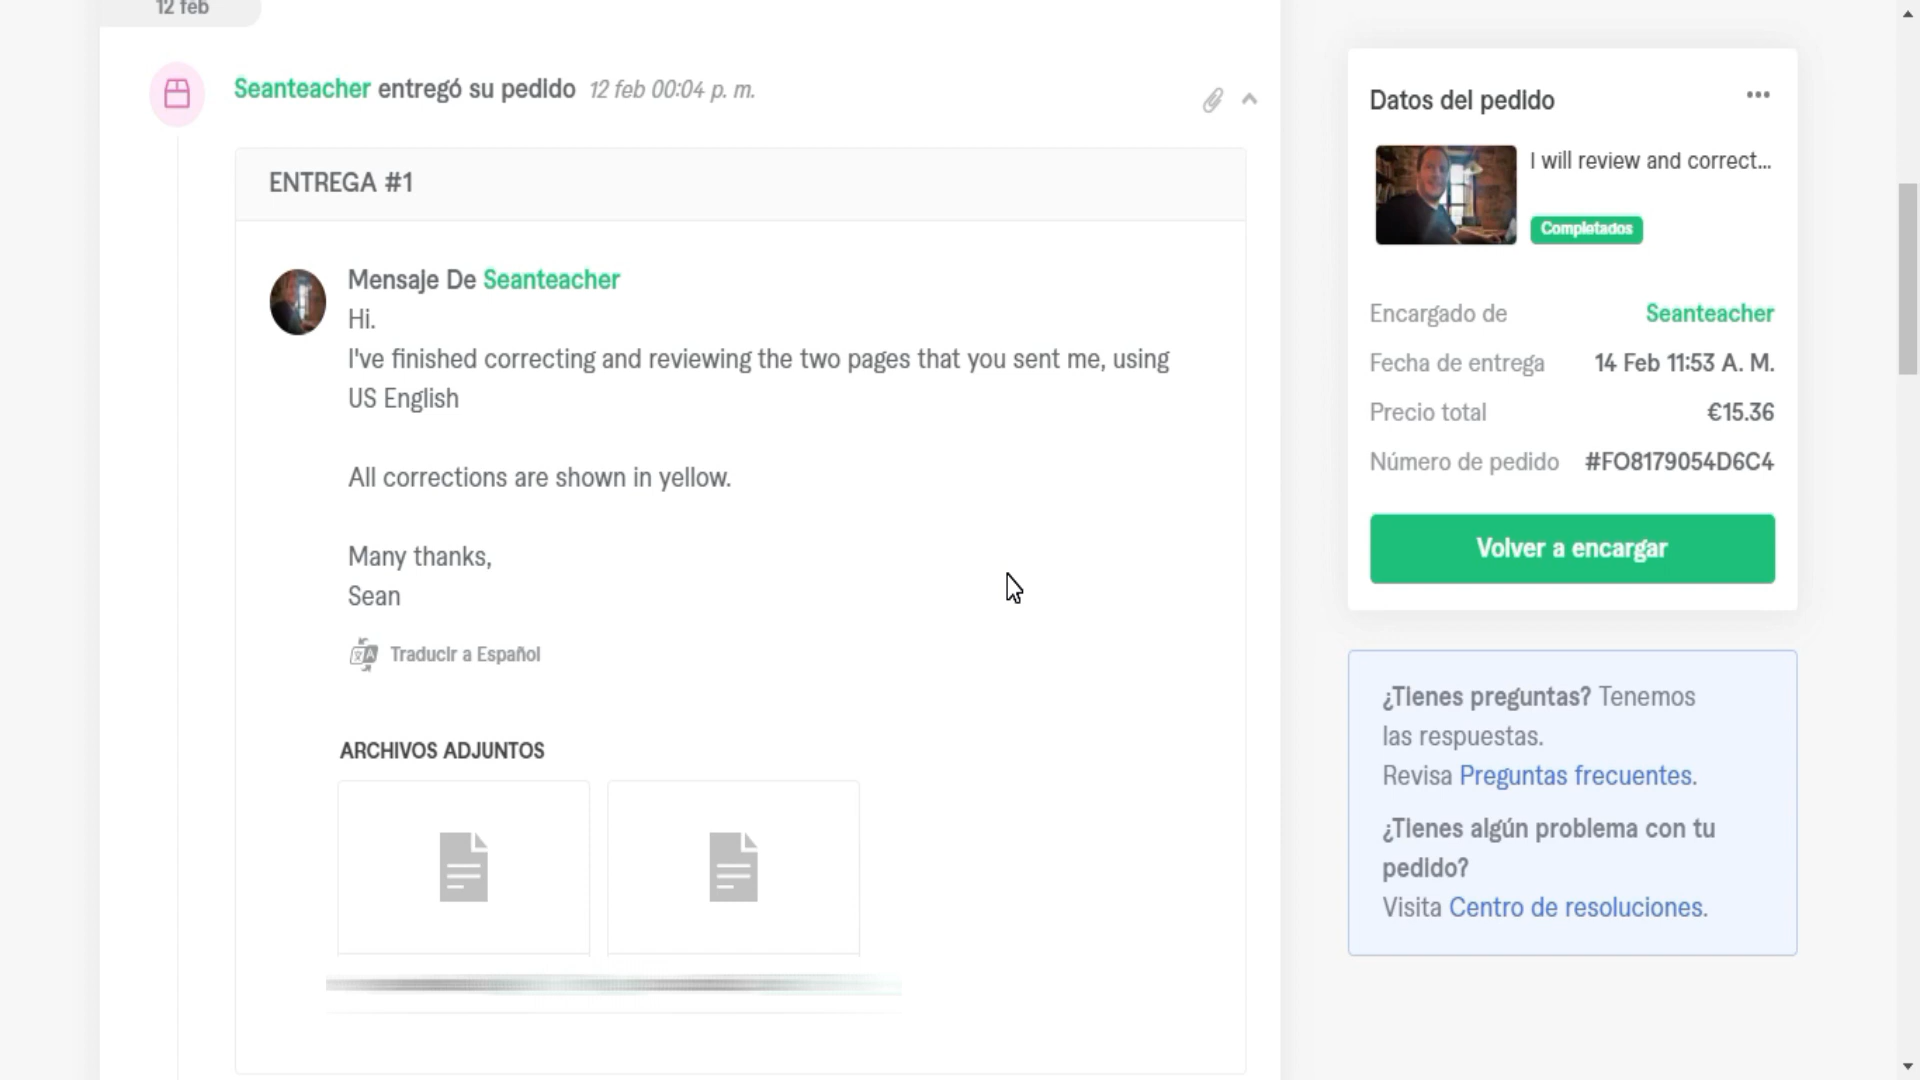 12 feb
Seanteacher entregó su pedido 12 feb 00:04 p. m.
ENTREGA #1
Mensaje De Seanteacher
Hi.
I've finished correcting and reviewing the two pages that you sent me, using
US English
All corrections are shown in yellow.
Many thanks,
Sean
Traducir a Español
ARCHIVOS ADJUNTOS
Datos del pedido
I will review and correct...
Completados
Encargado de Seanteacher
Fecha de entrega 14 Feb 11:53 A. M.
Precio total €15.36
Número de pedido #FO8179054D6C4
Volver a encargar
¿Tienes preguntas? Tenemos
las respuestas.
Revisa Preguntas frecuentes.
¿Tienes algún problema con tu
pedido?
Visita Centro de resoluciones.